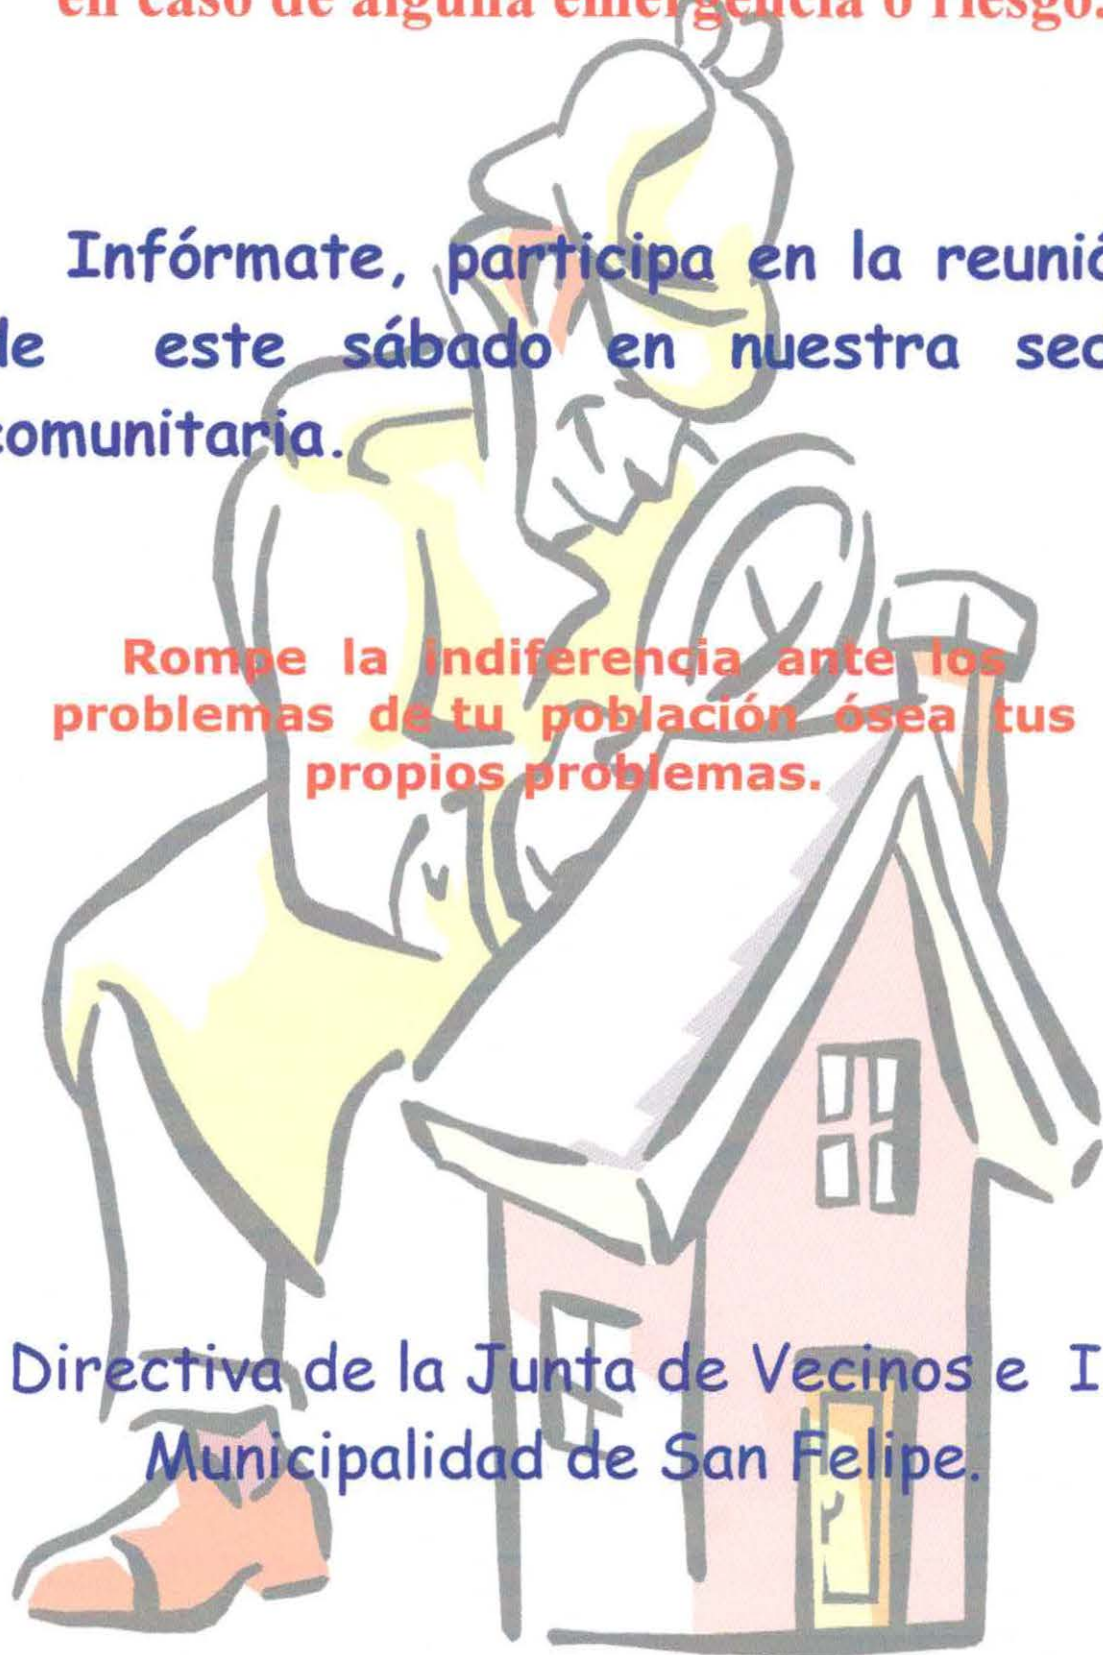 en caso de alguna emergencia o riesgo.
Infórmate, participa en la reunió
de este sábado en nuestra sed
comunitaria.
Rompe la indiferencia ante los
problemas de tu población ósea tus
propios problemas.
Directiva de la Junta de Vecinos e I
Municipalidad de San Felipe.